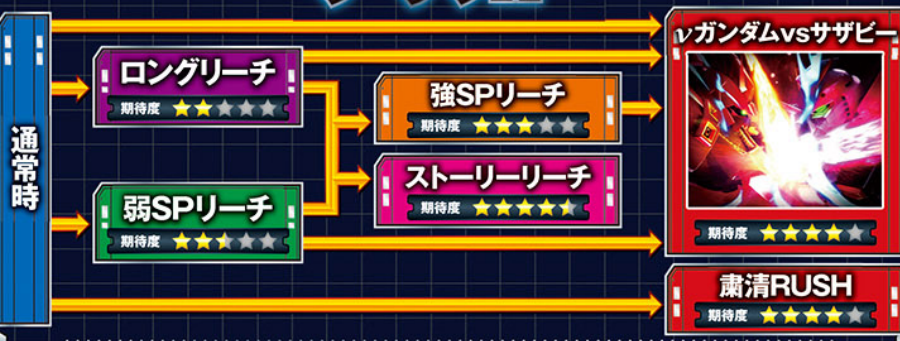 通常時
ロングリーチ
期待度
弱SPリーチ
期待度
強SPリーチ
期待度
ストーリーリーチ
期待度
νガンダムvsサザビー
期待度
粛清RUSH
期待度